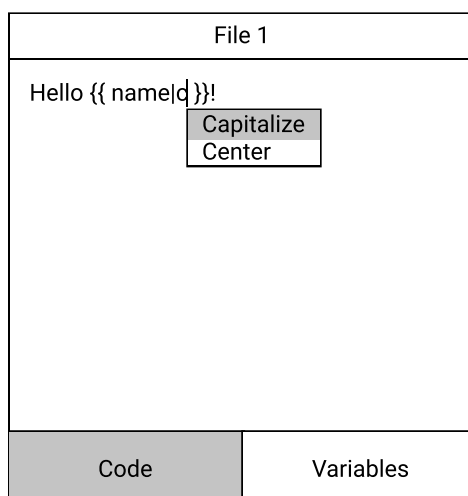 File 1
Hello {{ name|c }}!
Capitalize
Center
Code
Variables